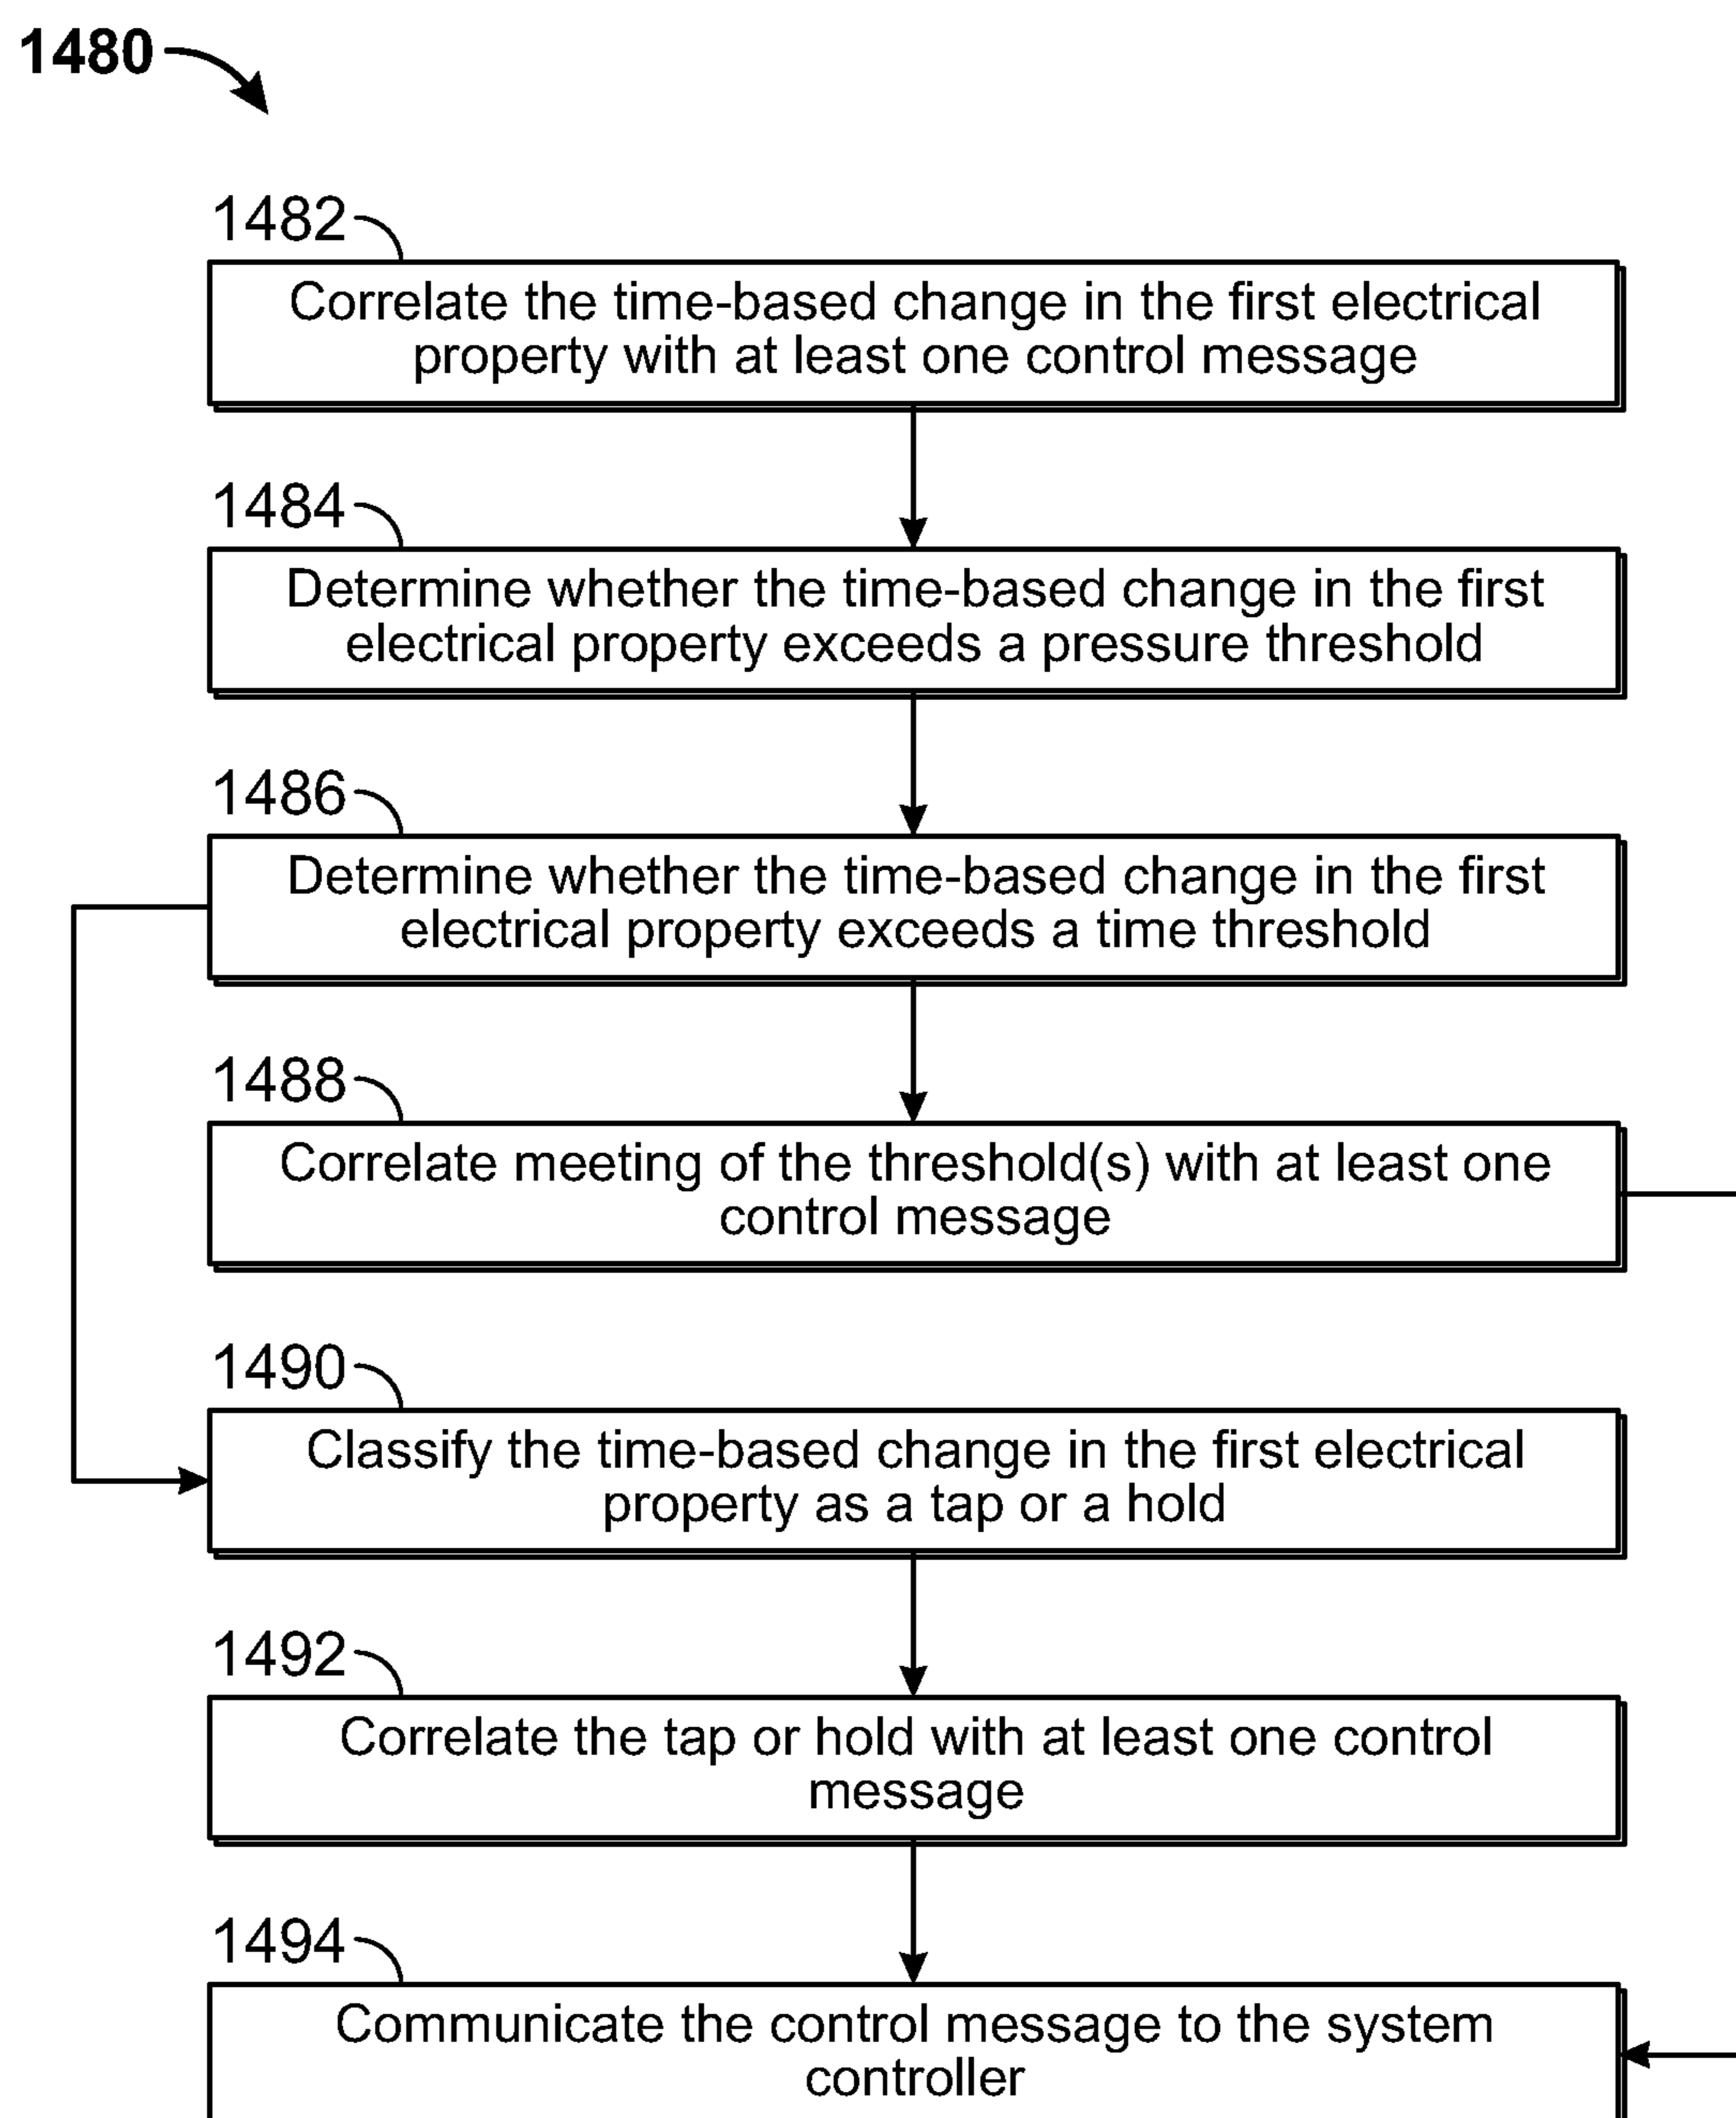 1480
1482
Correlate the time-based change in the first electrical
property with at least one control message
1484
Determine whether the time-based change in the first
electrical property exceeds a pressure threshold
1486
Determine whether the time-based change in the first
electrical property exceeds a time threshold
1488
Correlate meeting of the threshold(s) with at least one
control message
1490
Classify the time-based change in the first electrical
property as a tap or a hold
1492
Correlate the tap or hold with at least one control
message
1494
Communicate the control message to the system
controller